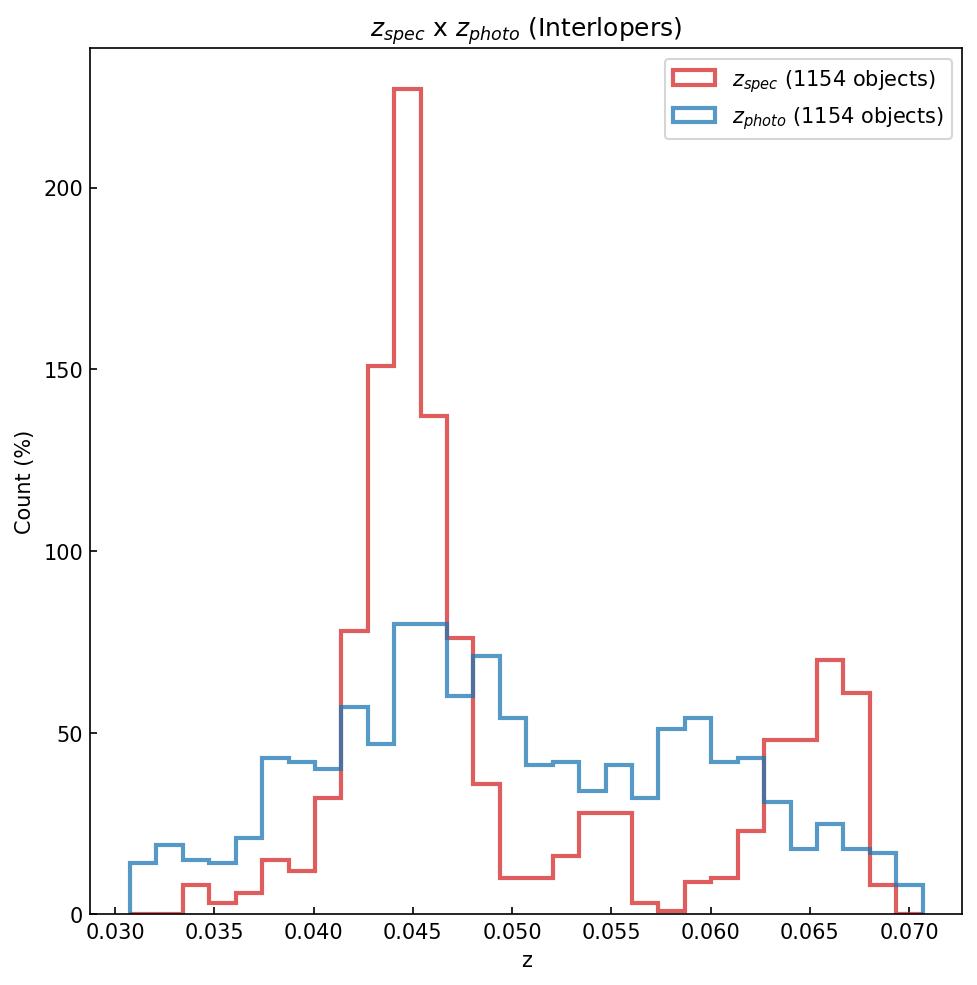 z_spec x z_photo (Interlopers)
z_spec (1154 objects)
z_photo (1154 objects)
Count (%)
200
150
100
50
0
0.030 0.035 0.040 0.045 0.050 0.055 0.060 0.065 0.070
z